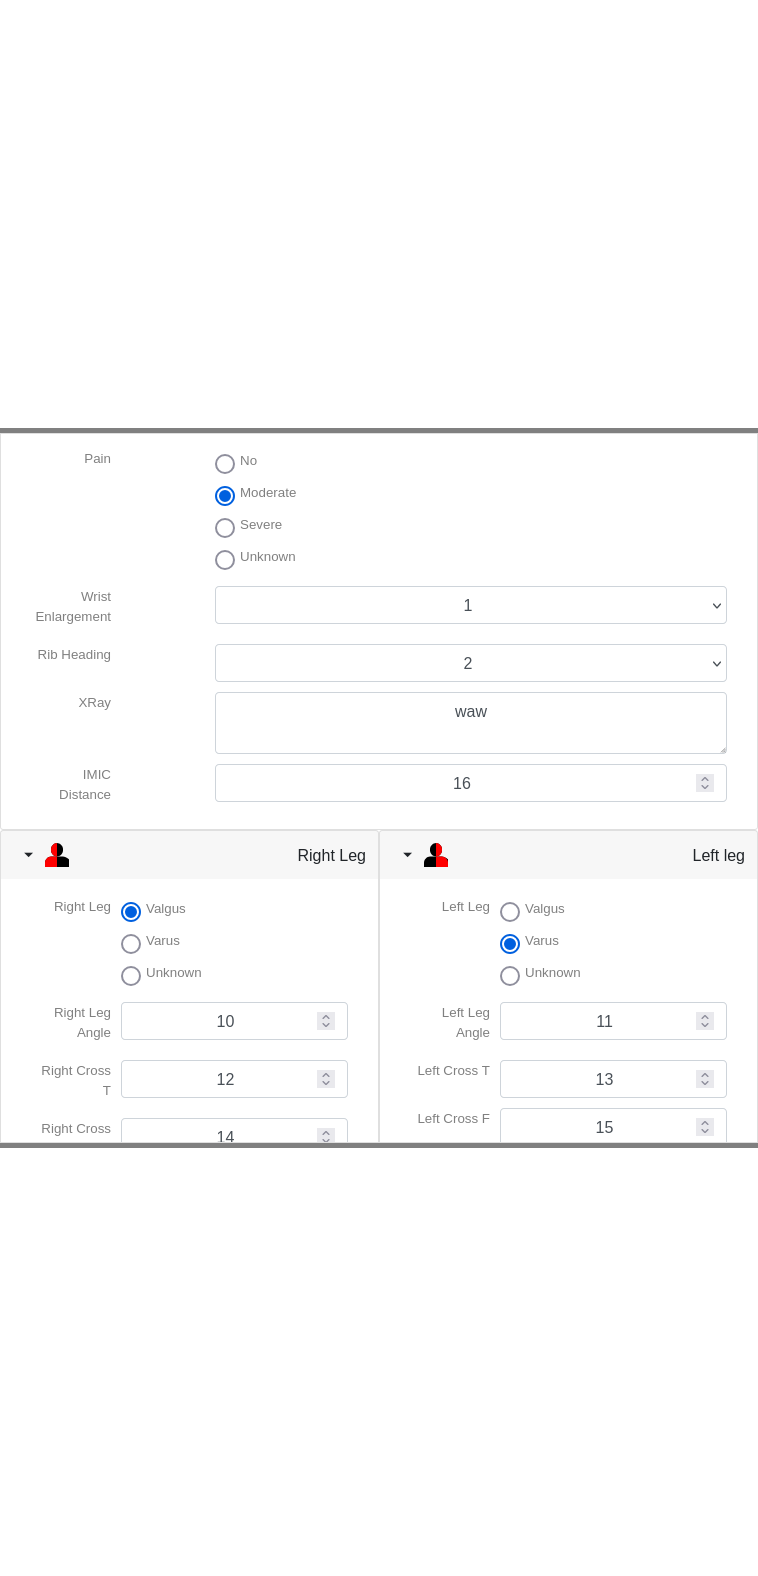 Pain
No
Moderate
Severe
Unknown
Wrist
Enlargement
1
Rib Heading
2
XRay
waw
IMIC
Distance
16
Right Leg
Left leg
Right Leg
Valgus
Varus
Unknown
Left Leg
Valgus
Varus
Unknown
Right Leg
Angle
10
Left Leg
Angle
11
Right Cross
T
12
Left Cross T
13
Right Cross
14
Left Cross F
15